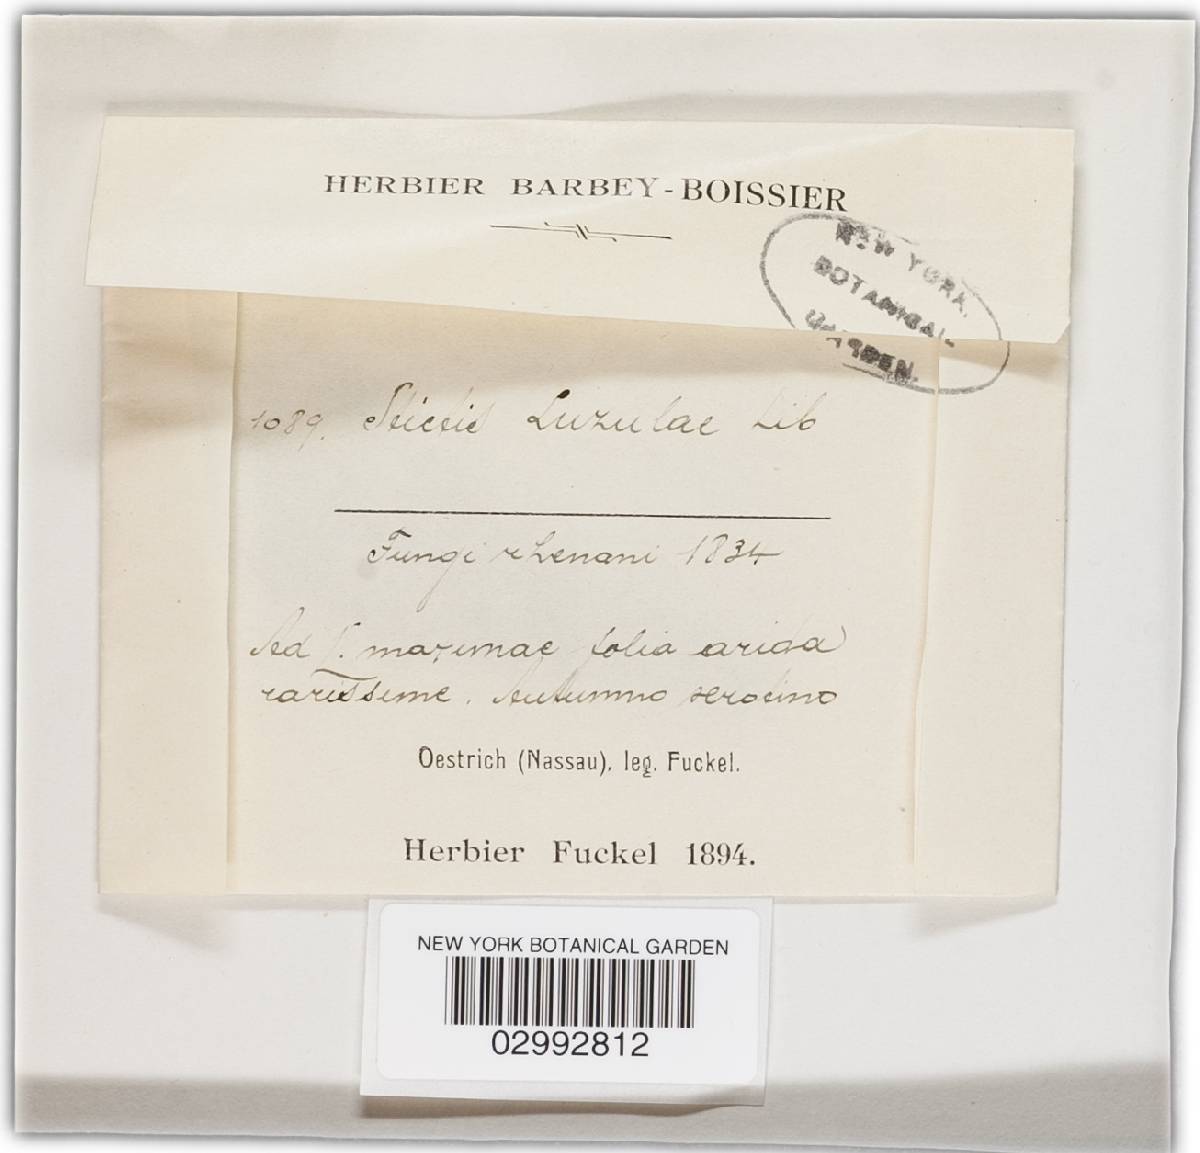 HERBIER BARBEY-BOISSIER
NEW YORK
BOTANICAL
GARDEN.
1089. Stictis Luzulae Lib
Fungi rhenani 1834
Ad L. maximae folia arida
rarissime. Autumno serotino
Oestrich (Nassau), leg. Fuckel.
Herbier Fuckel 1894.
NEW YORK BOTANICAL GARDEN
02992812